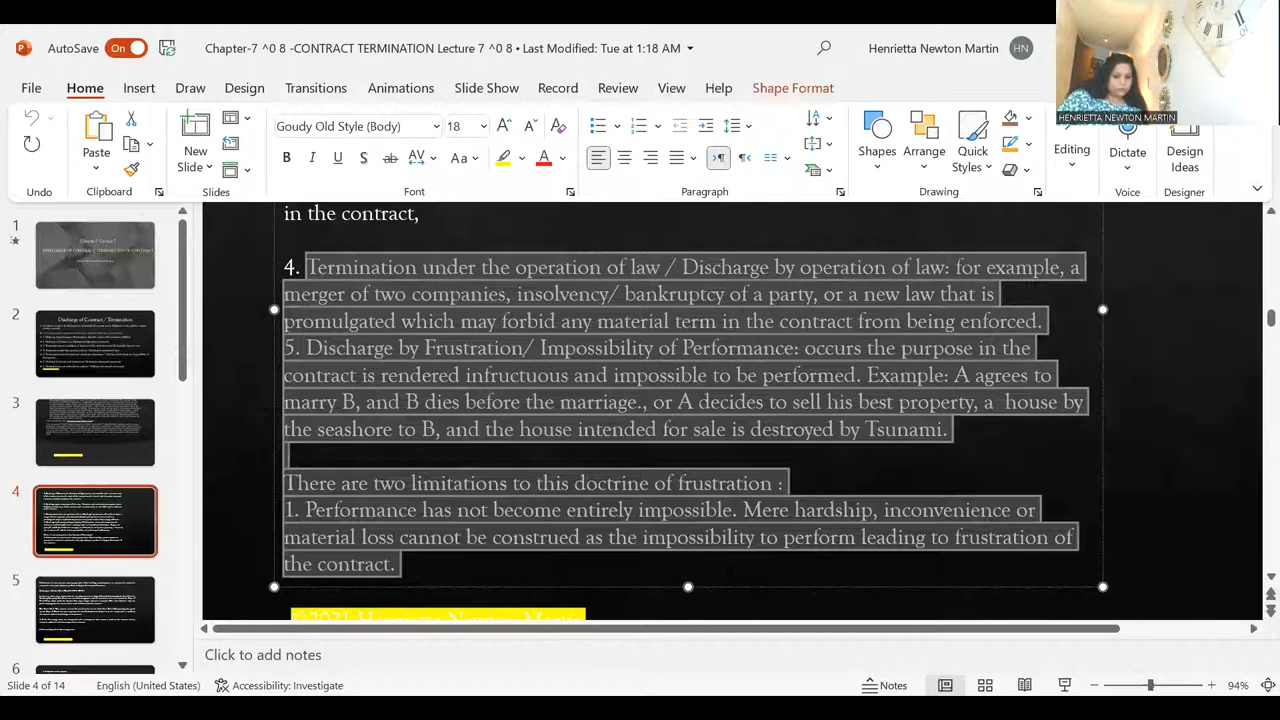 AutoSave On
Chapter-7 ^0 8 -CONTRACT TERMINATION Lecture 7 ^0 8 • Last Modified: Tue at 1:18 AM
Henrietta Newton Martin HN
HENRIETTA NEWTON MARTIN
File Home Insert Draw Design Transitions Animations Slide Show Record Review View Help Shape Format
Goudy Old Style (Body) 18
Paste
New
Slide
Shapes
Arrange
Quick
Styles
Editing
Dictate
Design
Ideas
Undo Clipboard Slides Font Paragraph Drawing Voice Designer
1
2
Discharge of Contract / Termination
3
4
5
6
in the contract,
4. Termination under the operation of law / Discharge by operation of law: for example, a
merger of two companies, insolvency/ bankruptcy of a party, or a new law that is
promulgated which may render any material term in the contract from being enforced.
5. Discharge by Frustration/ Impossibility of Performance: occurs the purpose in the
contract is rendered infructuous and impossible to be performed. Example: A agrees to
marry B, and B dies before the marriage., or A decides to sell his best property, a house by
the seashore to B, and the house intended for sale is destroyed by Tsunami.
There are two limitations to this doctrine of frustration :
1. Performance has not become entirely impossible. Mere hardship, inconvenience or
material loss cannot be construed as the impossibility to perform leading to frustration of
the contract.
©2021 Henrietta Newton Martin
Click to add notes
Slide 4 of 14 English (United States) Accessibility: Investigate Notes 94%